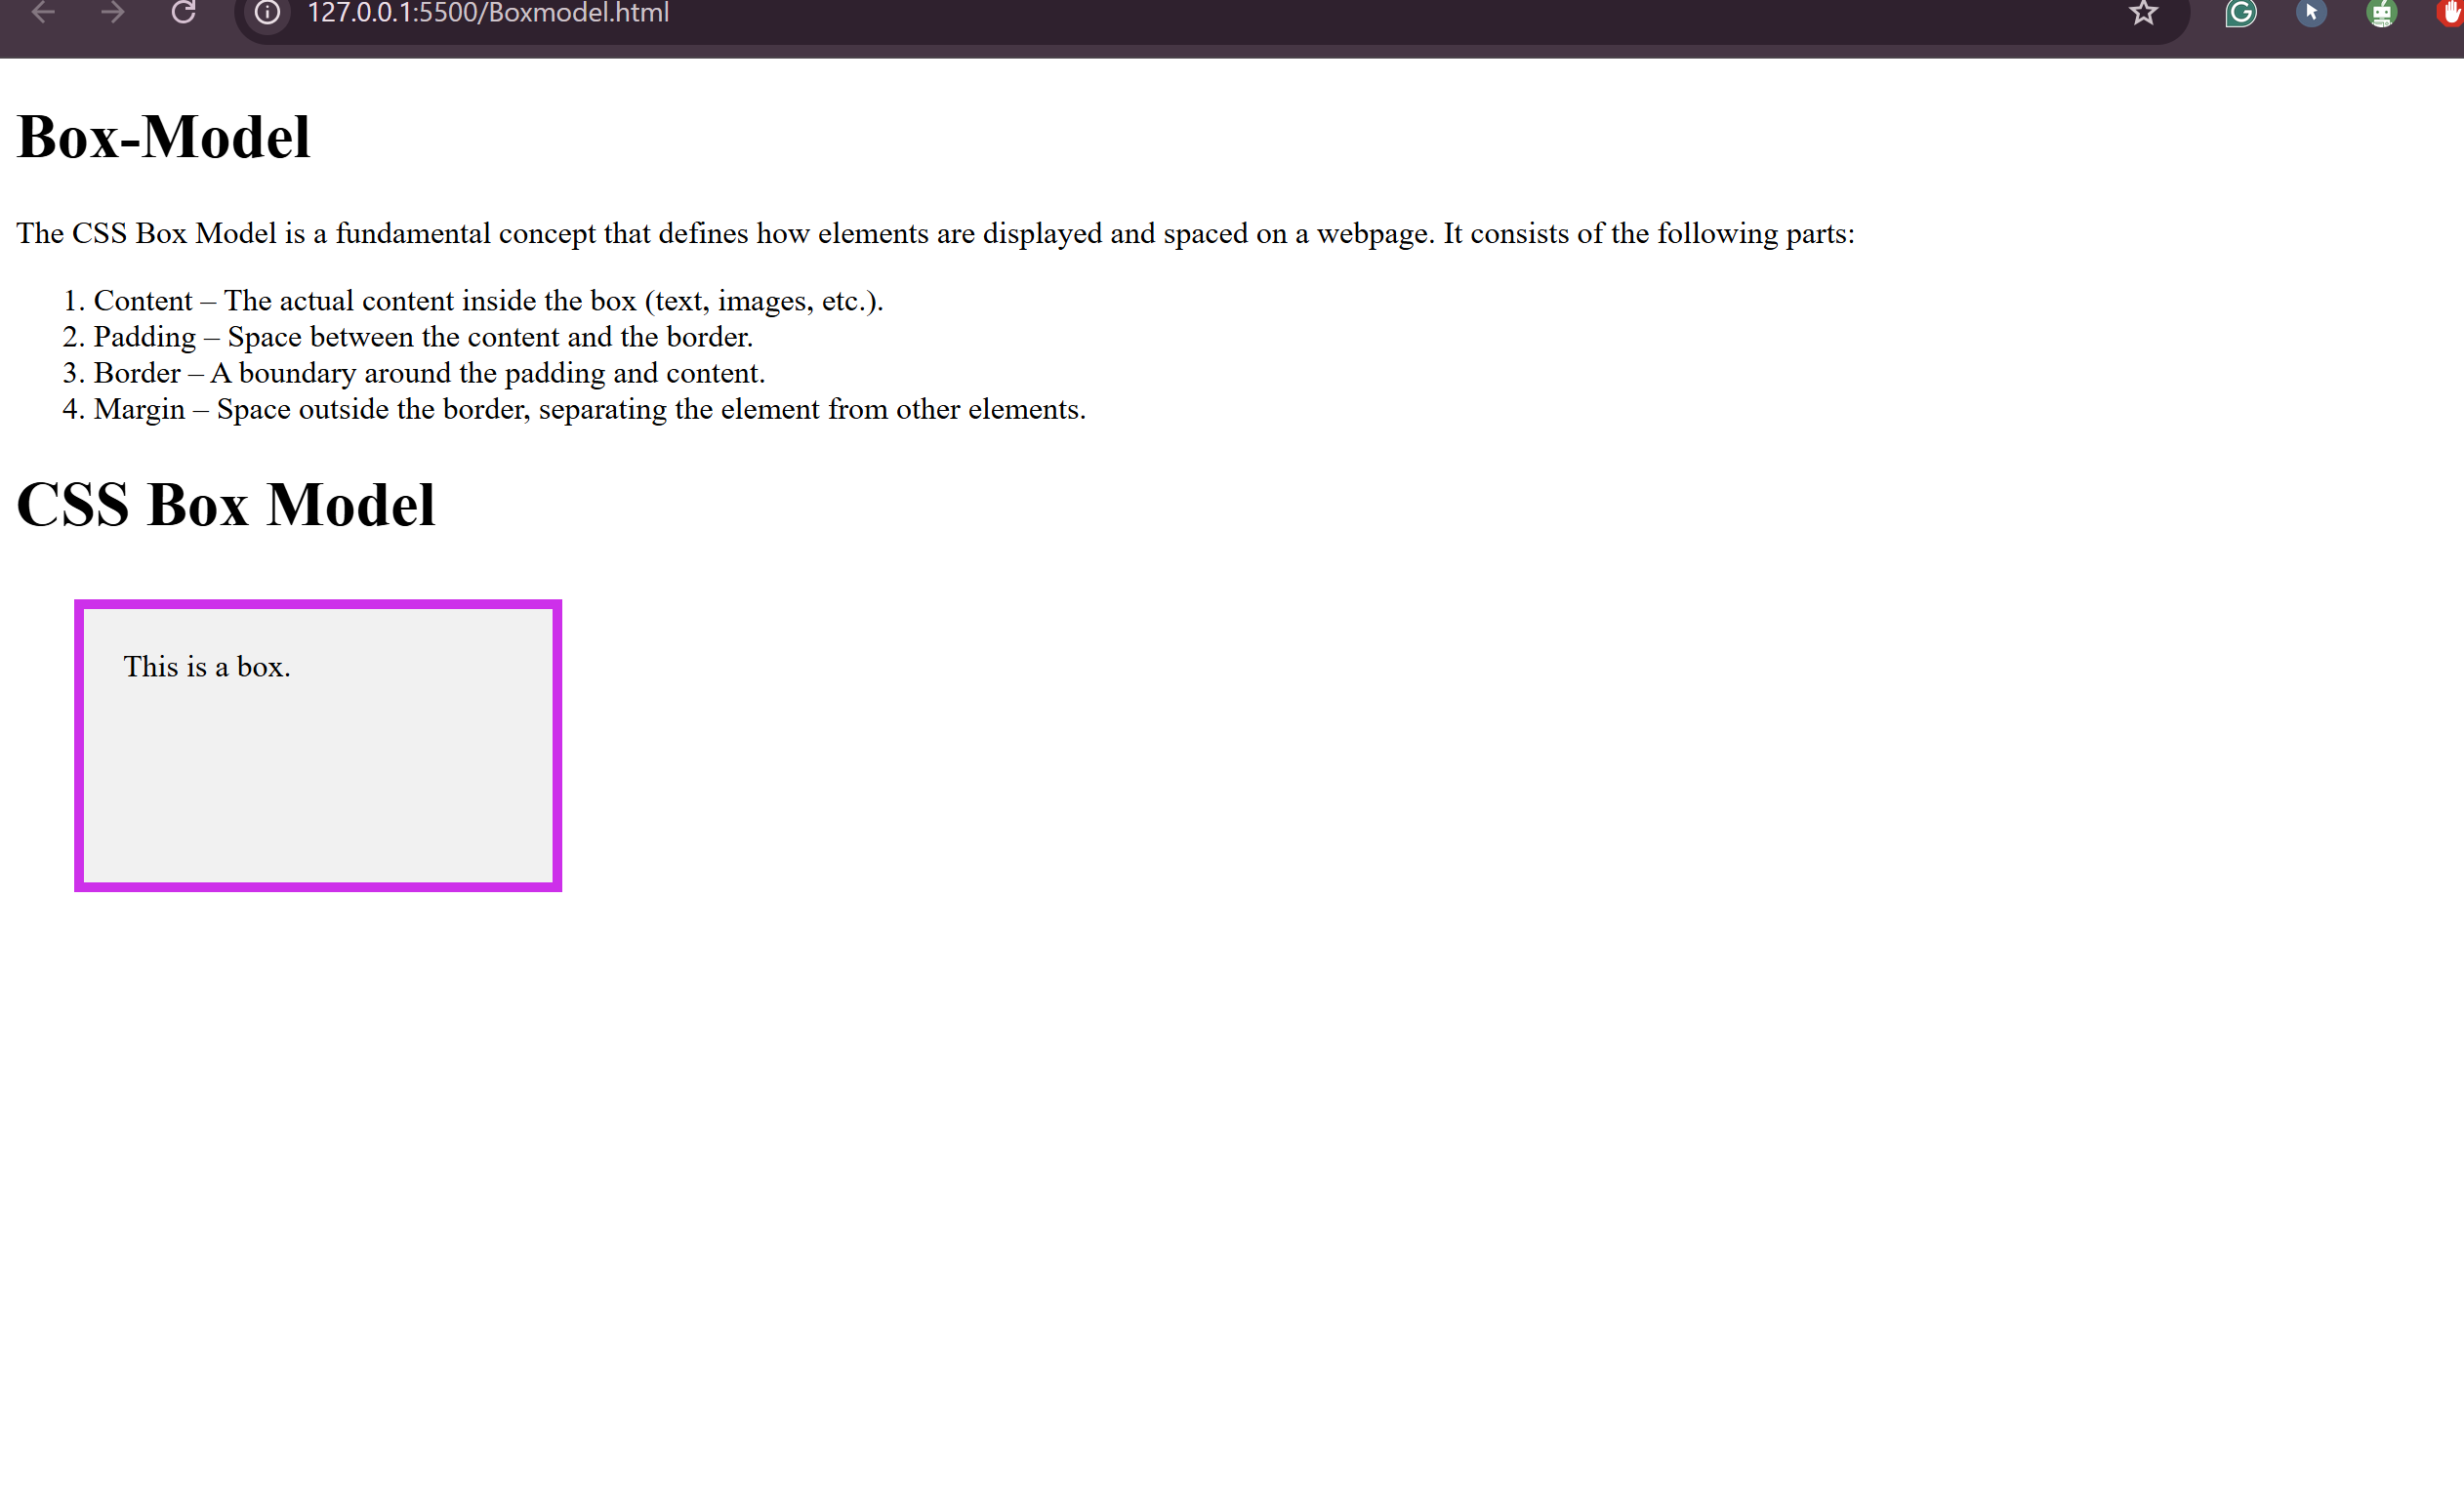 127.0.0.1:5500/Boxmodel.html
Box-Model
The CSS Box Model is a fundamental concept that defines how elements are displayed and spaced on a webpage. It consists of the following parts:
1. Content – The actual content inside the box (text, images, etc.).
2. Padding – Space between the content and the border.
3. Border – A boundary around the padding and content.
4. Margin – Space outside the border, separating the element from other elements.
CSS Box Model
This is a box.